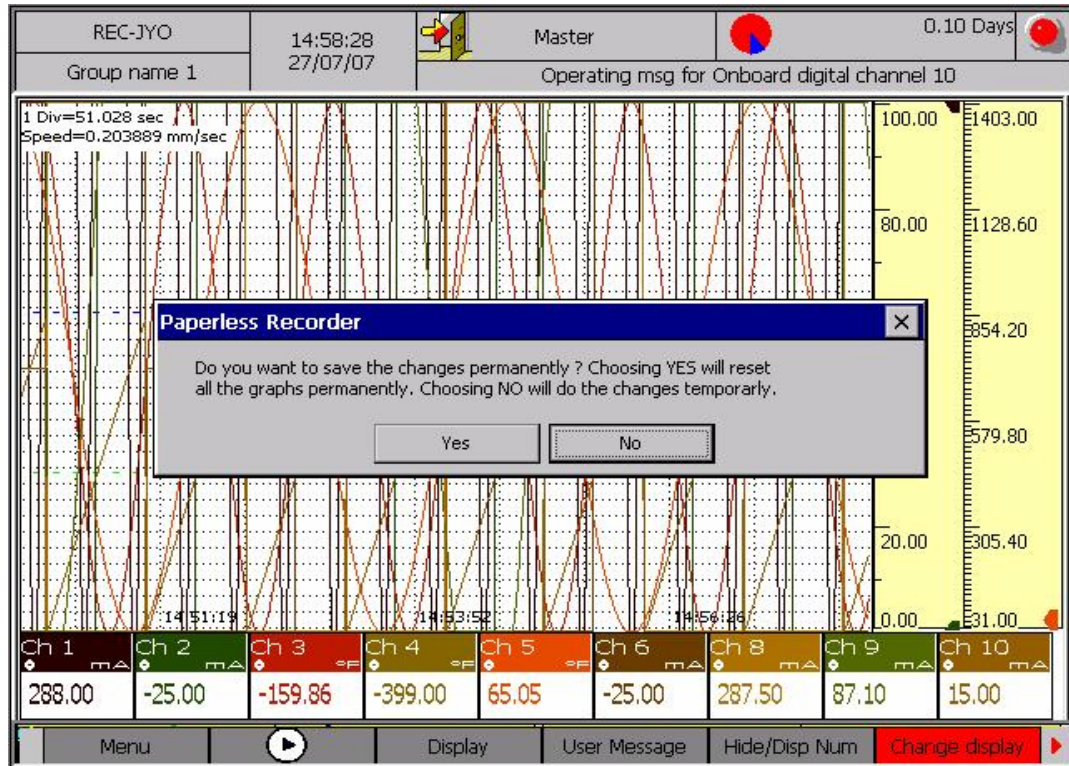 REC-JYO
Group name 1
14:58:28
27/07/07
Master
0.10 Days
Operating msg for Onboard digital channel 10
1 Div=51.028 sec
Speed=0.203889 mm/sec
100.00
80.00
20.00
0.00
1403.00
1128.60
854.20
579.80
305.40
31.00
Paperless Recorder
Do you want to save the changes permanently ? Choosing YES will reset
all the graphs permanently. Choosing NO will do the changes temporarly.
Yes
No
14:51:19
14:53:52
14:56:26
Ch 1
mA
288.00
Ch 2
mA
-25.00
Ch 3
°F
-159.86
Ch 4
°F
-399.00
Ch 5
°F
65.05
Ch 6
mA
-25.00
Ch 8
mA
287.50
Ch 9
mA
87.10
Ch 10
mA
15.00
Menu
Display
User Message
Hide/Disp Num
Change display